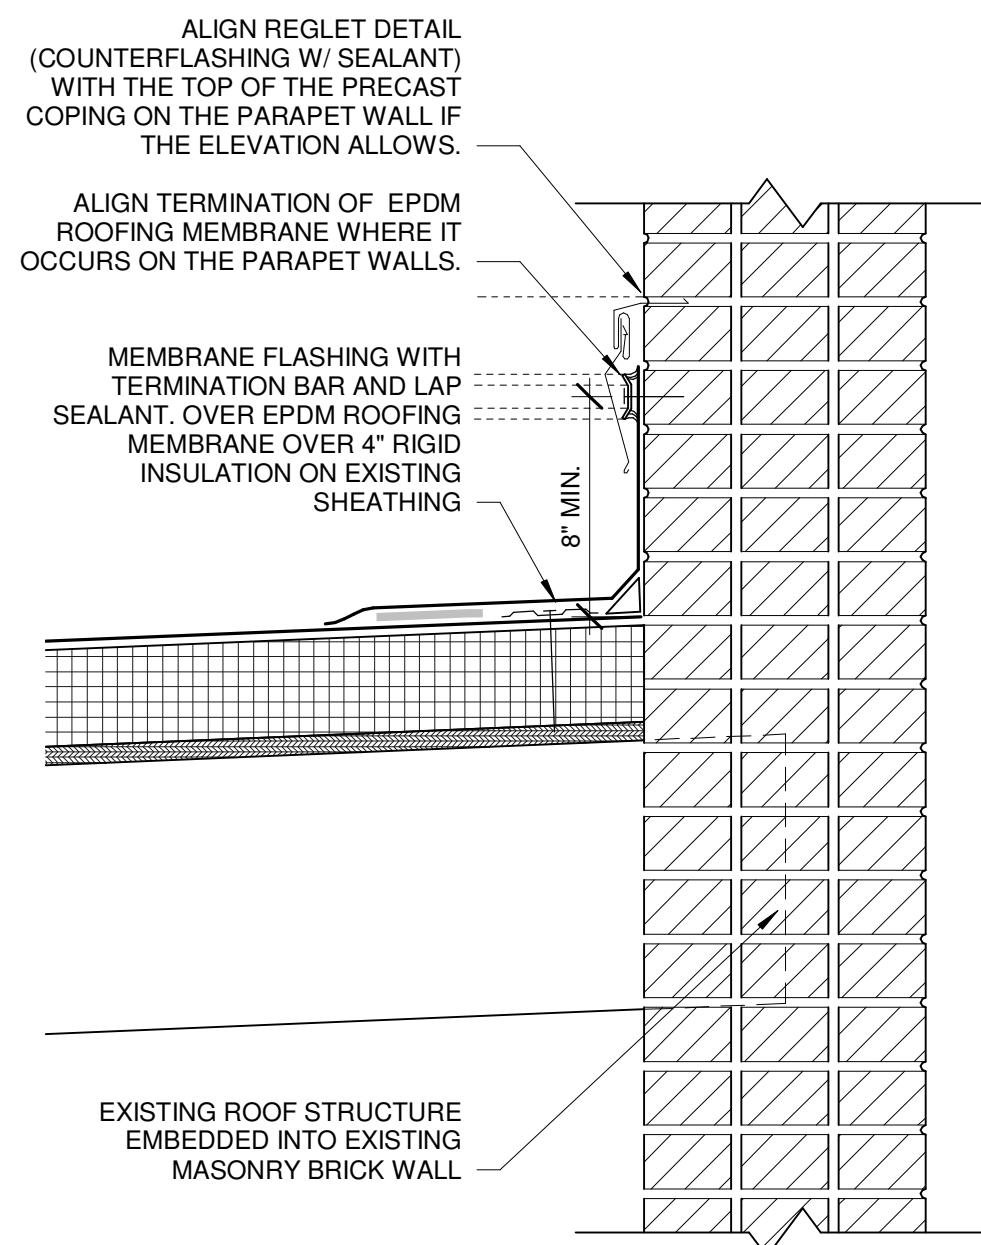 ALIGN REGLET DETAIL
(COUNTERFLASHING W/ SEALANT)
WITH THE TOP OF THE PRECAST
COPING ON THE PARAPET WALL IF
THE ELEVATION ALLOWS.
ALIGN TERMINATION OF EPDM
ROOFING MEMBRANE WHERE IT
OCCURS ON THE PARAPET WALLS.
MEMBRANE FLASHING WITH
TERMINATION BAR AND LAP
SEALANT. OVER EPDM ROOFING
MEMBRANE OVER 4" RIGID
INSULATION ON EXISTING
SHEATHING
8" MIN.
EXISTING ROOF STRUCTURE
EMBEDDED INTO EXISTING
MASONRY BRICK WALL